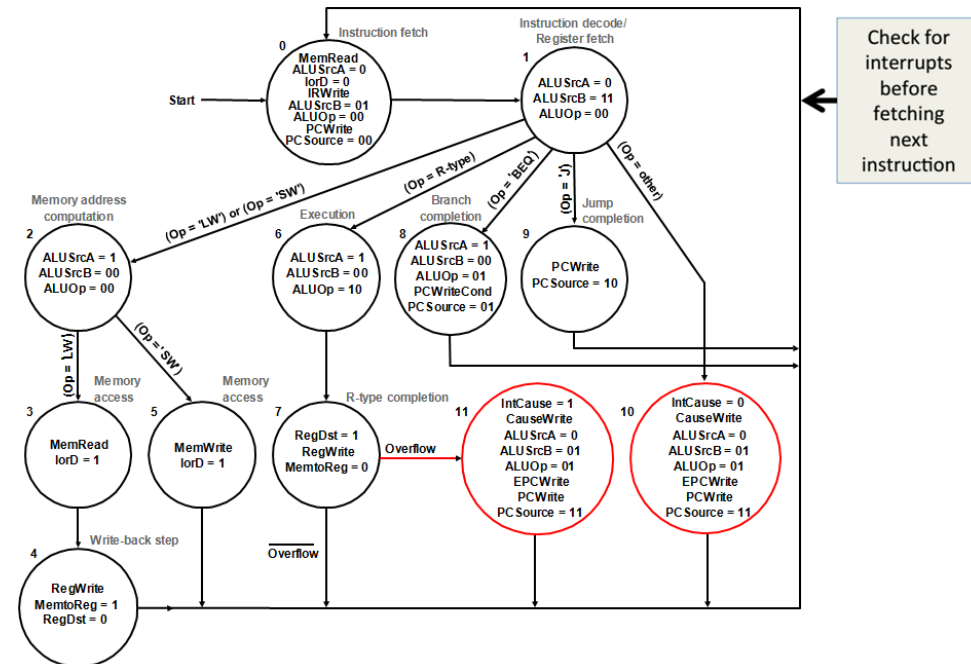 Instruction fetch
0
MemRead
ALUSrcA = 0
IorD = 0
IRWrite
ALUSrcB = 01
ALUOp = 00
PCWrite
PCSource = 00
Start
Instruction decode/
Register fetch
1
ALUSrcA = 0
ALUSrcB = 11
ALUOp = 00
Check for
interrupts
before
fetching
next
instruction
(Op = 'LW') or (Op = 'SW')
(Op = R-type)
(Op = 'BEQ')
(Op = 'J)
(Op = other)
Memory address
computation
2
ALUSrcA = 1
ALUSrcB = 00
ALUOp = 00
Execution
6
ALUSrcA = 1
ALUSrcB = 00
ALUOp = 10
Branch
completion
8
ALUSrcA = 1
ALUSrcB = 00
ALUOp = 01
PCWriteCond
PCSource = 01
Jump
completion
9
PCWrite
PCSource = 10
(Op = 'LW)
(Op ='SW)
Memory
access
3
MemRead
IorD = 1
Memory
access
5
MemWrite
IorD = 1
R-type completion
7
RegDst = 1
RegWrite
MemtoReg = 0
Overflow
Overflow
11
IntCause = 1
CauseWrite
ALUSrcA = 0
ALUSrcB = 01
ALUOp = 01
EPCWrite
PCWrite
PCSource = 11
10
IntCause = 0
CauseWrite
ALUSrcA = 0
ALUSrcB = 01
ALUOp = 01
EPCWrite
PCWrite
PCSource = 11
Write-back step
4
RegWrite
MemtoReg = 1
RegDst = 0